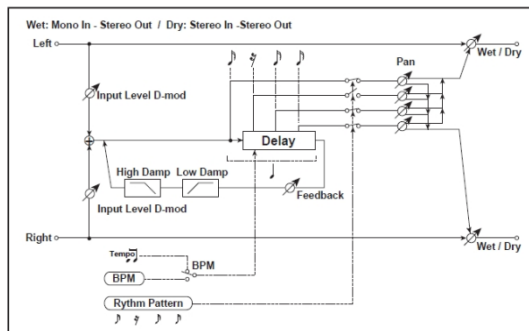 Wet: Mono In - Stereo Out / Dry: Stereo In -Stereo Out
Left
Wet / Dry
Pan
Input Level D-mod
Delay
High Damp
Low Damp
Feedback
Input Level D-mod
Right
Wet / Dry
Tempo
BPM
BPM
Rythm Pattern